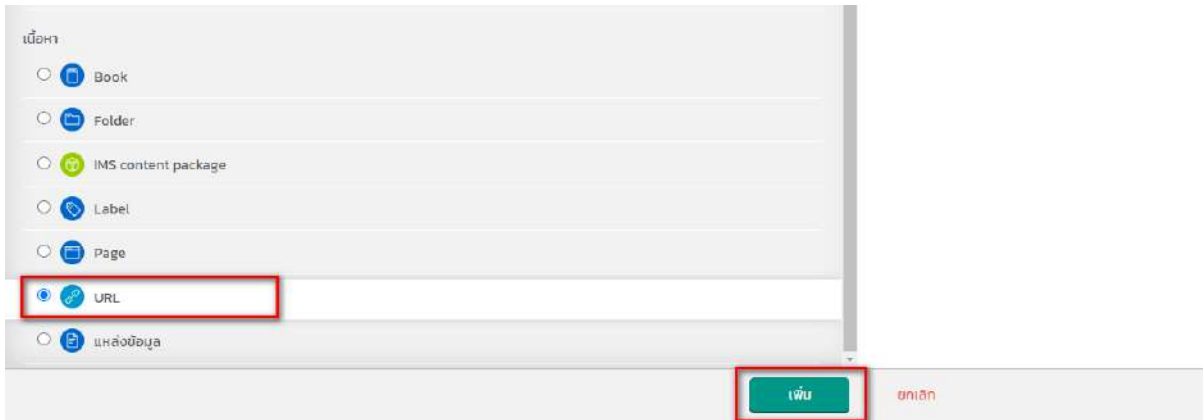 เนื้อหา
Book
Folder
IMS content package
Label
Page
URL
แหล่งข้อมูล
เพิ่ม ยกเลิก